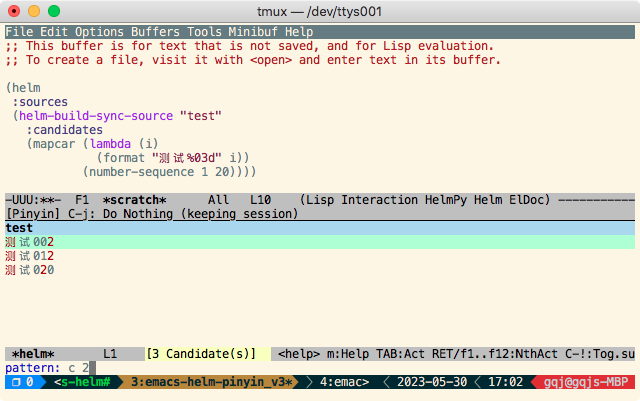 tmux — /dev/ttys001
File Edit Options Buffers Tools Minibuf Help
;; This buffer is for text that is not saved, and for Lisp evaluation.
;; To create a file, visit it with <open> and enter text in its buffer.
(helm
:sources
(helm-build-sync-source "test"
:candidates
(mapcar (lambda (i)
(format "测试%03d" i))
(number-sequence 1 20))))
-UUU:**- F1 *scratch* All L10 (Lisp Interaction HelmPy Helm ElDoc) -----------
[Pinyin] C-j: Do Nothing (keeping session)
test
测试002
测试012
测试020
*helm* L1 [3 Candidate(s)] <help> m:Help TAB:Act RET/f1..f12:NthAct C-!:Tog.su
pattern: c 2
0 <s-helm# 3:emacs-helm-pinyin_v3* 4:emac> 2023-05-30 17:02 gqj@gqjs-MBP